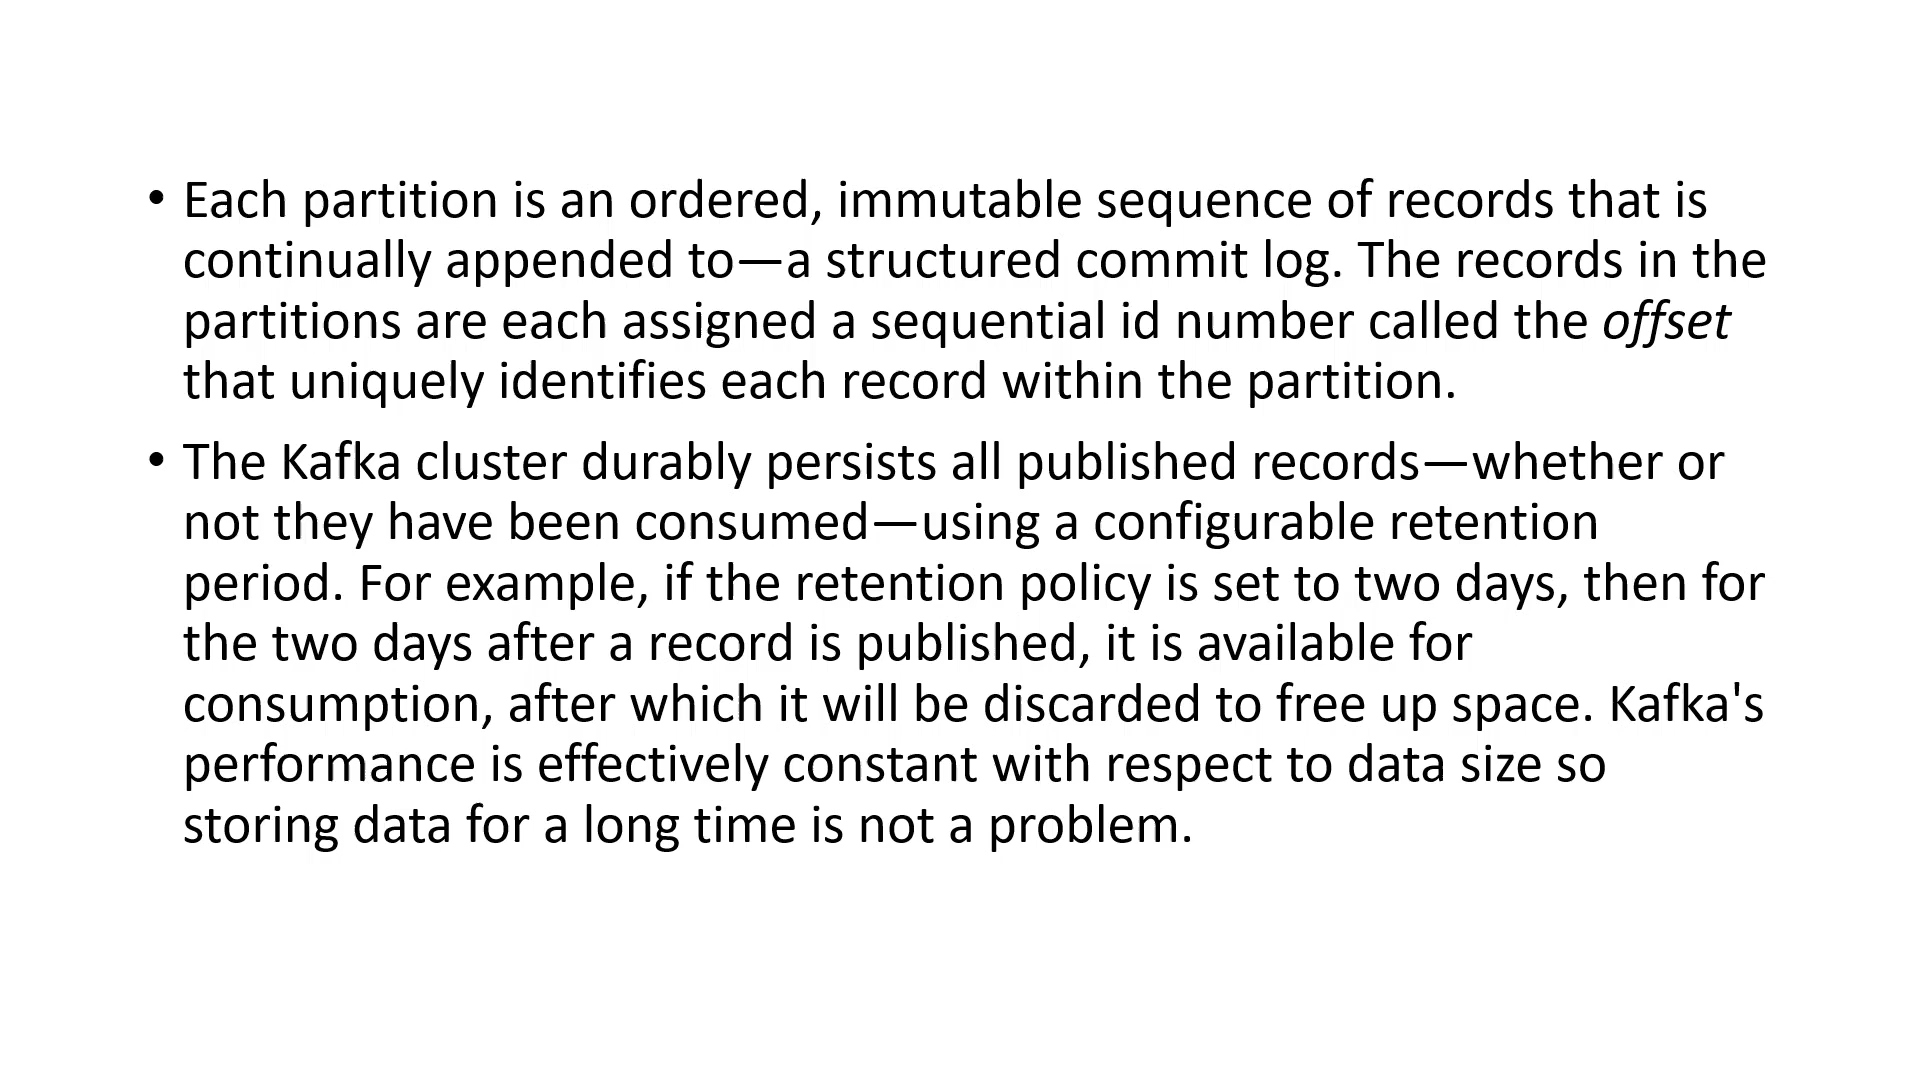 • Each partition is an ordered, immutable sequence of records that is
continually appended to—a structured commit log. The records in the
partitions are each assigned a sequential id number called the offset
that uniquely identifies each record within the partition.
• The Kafka cluster durably persists all published records—whether or
not they have been consumed—using a configurable retention
period. For example, if the retention policy is set to two days, then for
the two days after a record is published, it is available for
consumption, after which it will be discarded to free up space. Kafka's
performance is effectively constant with respect to data size so
storing data for a long time is not a problem.